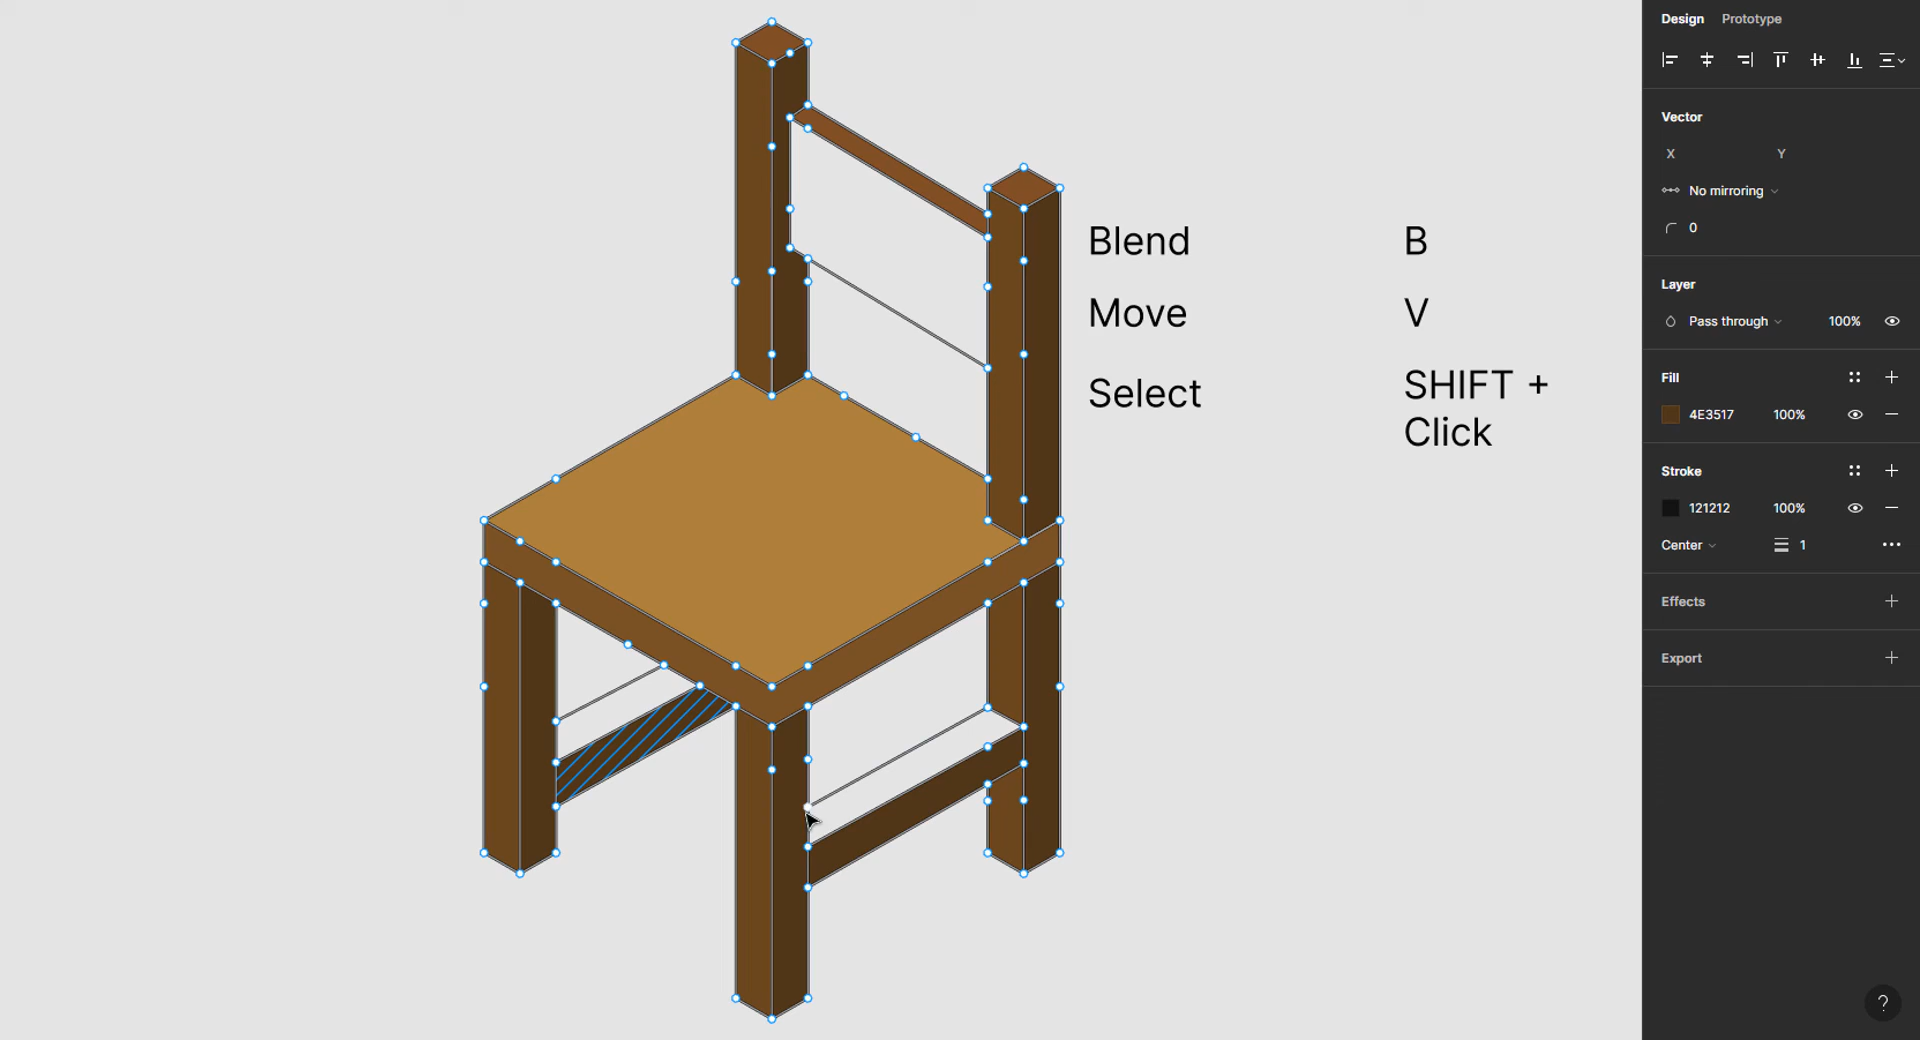 Design Prototype
Vector
X Y
No mirroring
0
Blend B
Move V
Select SHIFT +
Click
Layer
Pass through 100%
Fill
4E3517 100%
Stroke
121212 100%
Center 1
Effects
Export
?